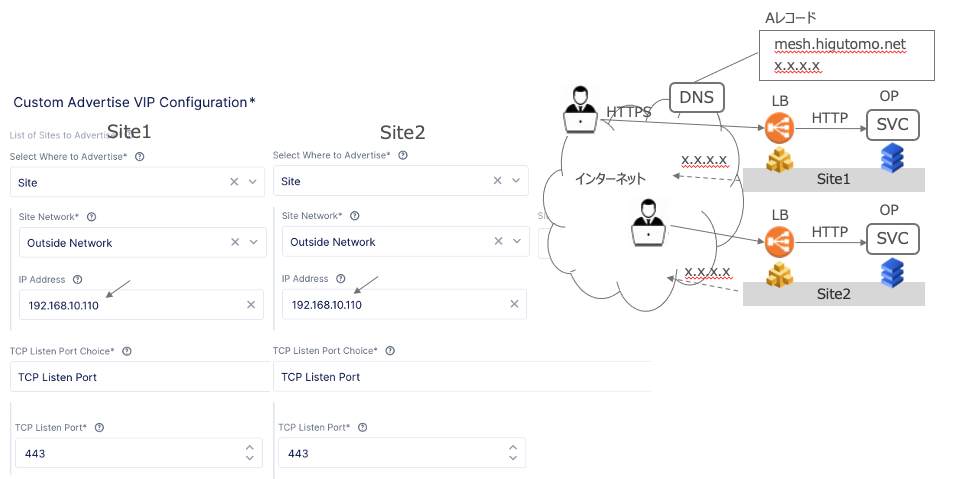 Custom Advertise VIP Configuration*
List of Sites to Advertise
Site1
Select Where to Advertise*
Site
Site Network*
Outside Network
IP Address
192.168.10.110
TCP Listen Port Choice*
TCP Listen Port
TCP Listen Port*
443
Site2
Select Where to Advertise*
Site
Site Network*
Outside Network
IP Address
192.168.10.110
TCP Listen Port Choice*
TCP Listen Port
TCP Listen Port*
443
Aレコード
mesh.higutomo.net
x.x.x.x
DNS
HTTPS
LB
HTTP
OP
SVC
x.x.x.x
Site1
インターネット
LB
HTTP
OP
SVC
x.x.x.x
Site2